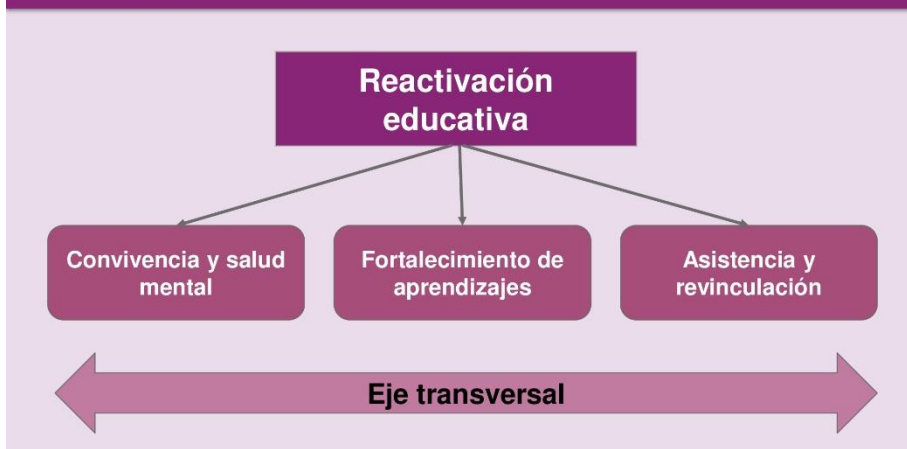 Reactivación
educativa
Convivencia y salud
mental
Fortalecimiento de
aprendizajes
Asistencia y
revinculación
Eje transversal